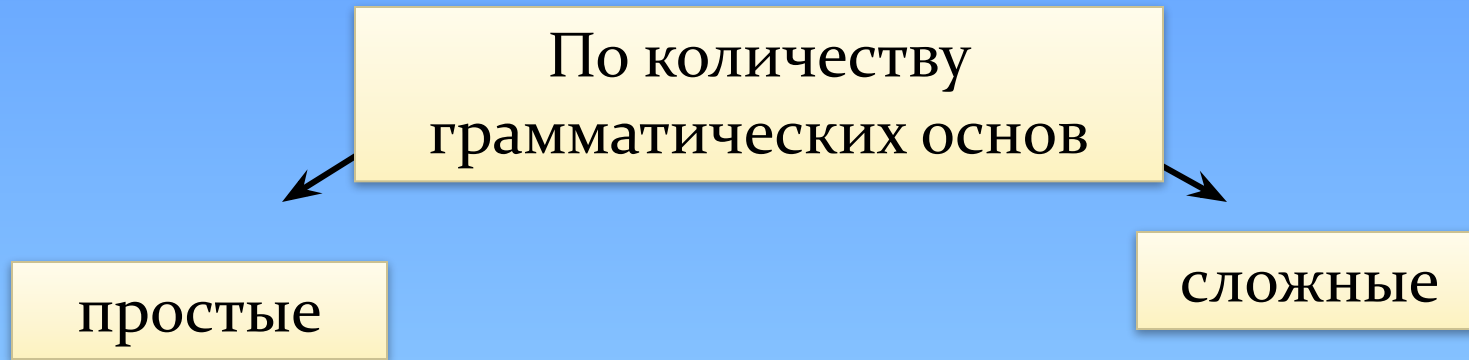 По количеству
грамматических основ
простые
сложные